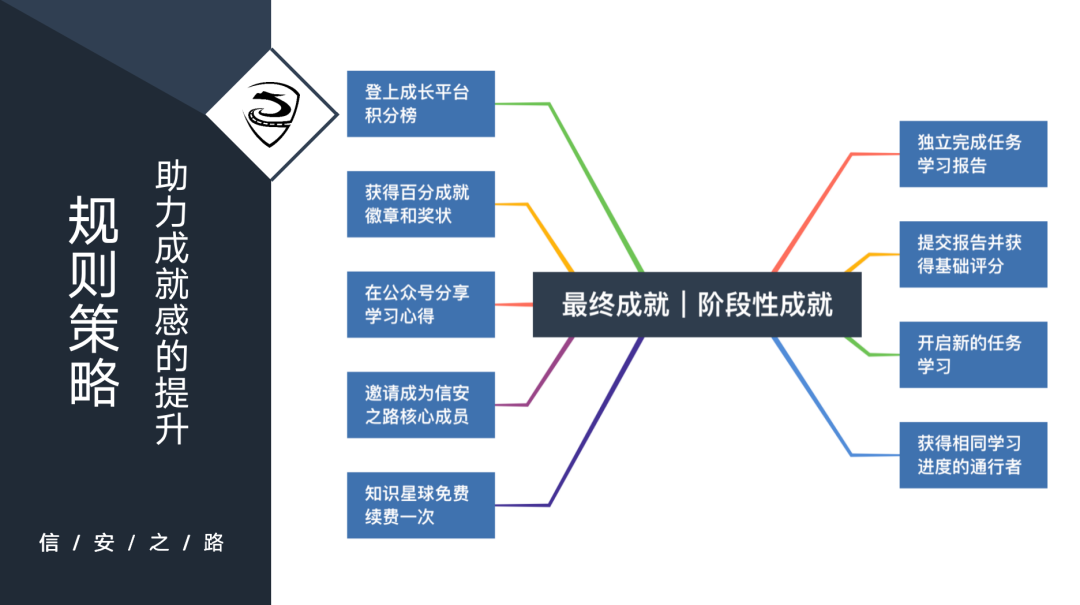 规则策略
助力成就感的提升
信 / 安 / 之 / 路
登上成长平台
积分榜
获得百分成就
徽章和奖状
在公众号分享
学习心得
邀请成为信安
之路核心成员
知识星球免费
续费一次
最终成就｜阶段性成就
独立完成任务
学习报告
提交报告并获
得基础评分
开启新的任务
学习
获得相同学习
进度的通行者